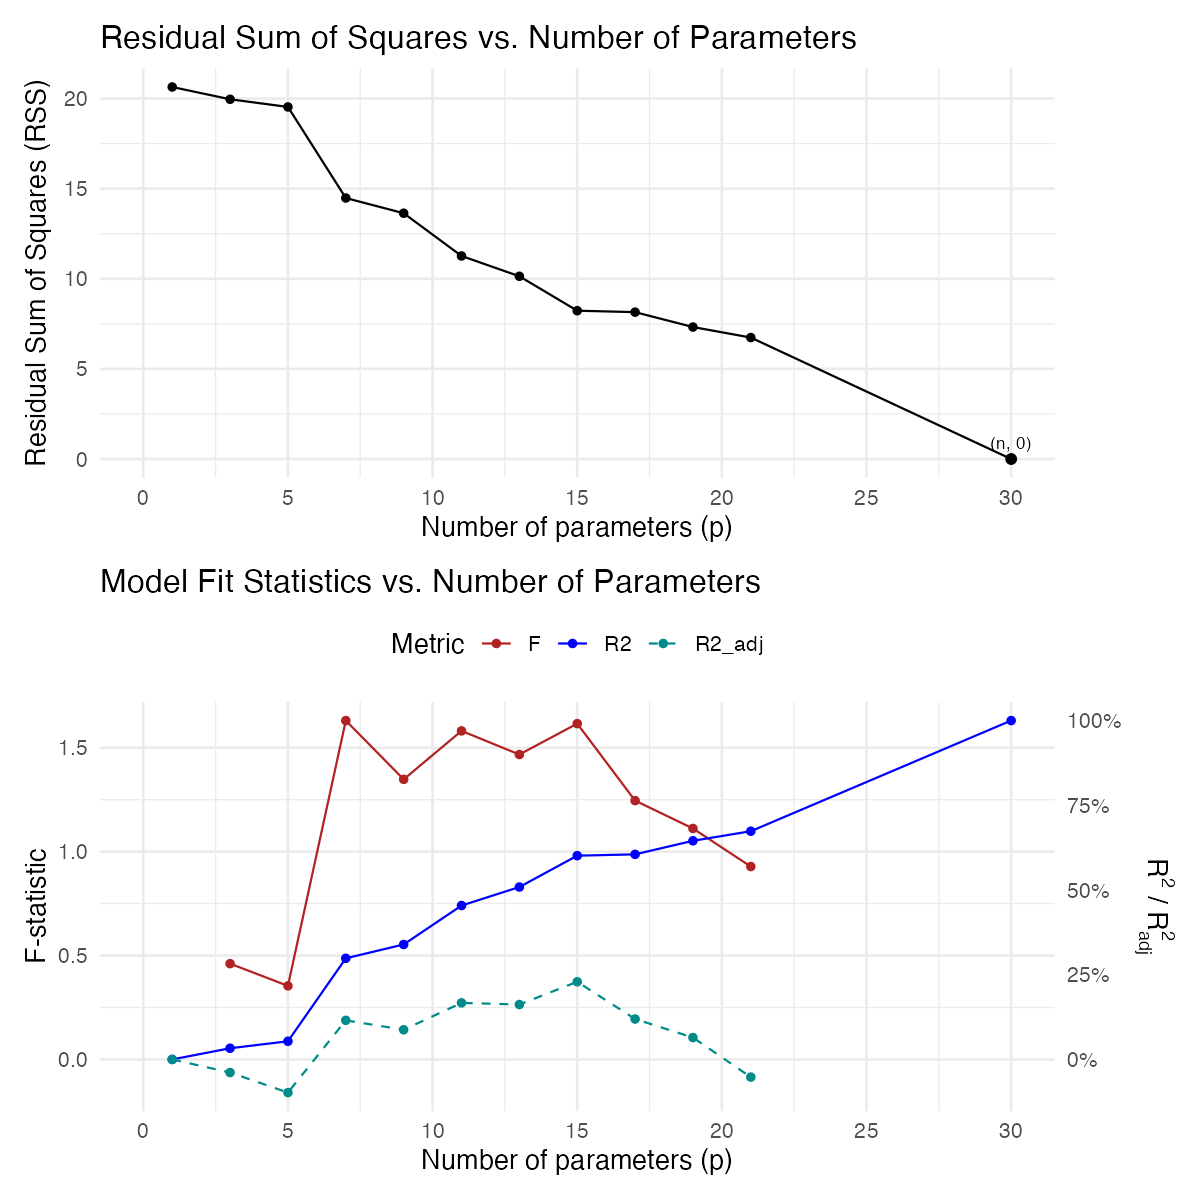 Residual Sum of Squares vs. Number of Parameters
Residual Sum of Squares (RSS)
20
15
10
5
0
(n, 0)
0 5 10 15 20 25 30
Number of parameters (p)
Model Fit Statistics vs. Number of Parameters
Metric F R2 R2_adj
F-statistic
1.5
1.0
0.5
0.0
100%
75%
50%
25%
0%
R² / R²adj
0 5 10 15 20 25 30
Number of parameters (p)